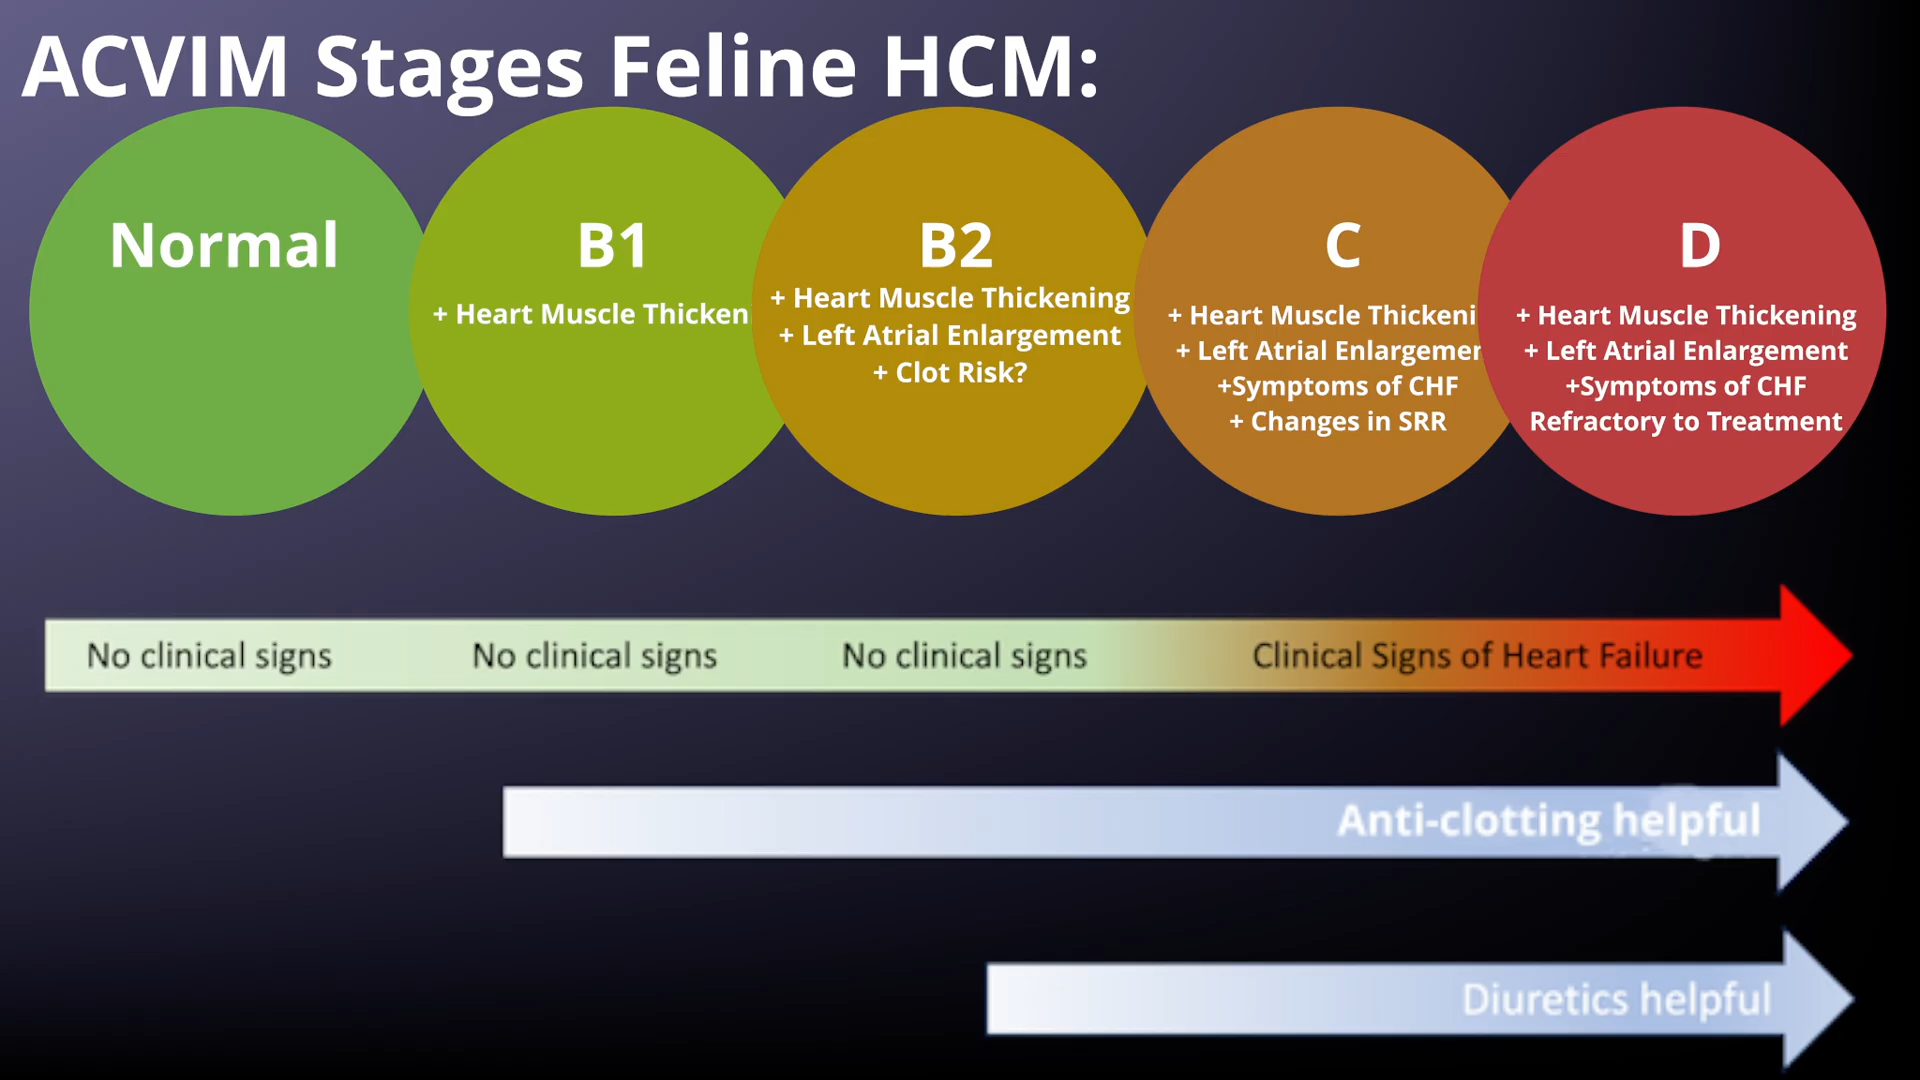 ACVIM Stages Feline HCM:
Normal
B1
+ Heart Muscle Thicken
B2
+ Heart Muscle Thickening
+ Left Atrial Enlargement
+ Clot Risk?
C
+ Heart Muscle Thickeni
+ Left Atrial Enlargemen
+Symptoms of CHF
+ Changes in SRR
D
+ Heart Muscle Thickening
+ Left Atrial Enlargement
+Symptoms of CHF
Refractory to Treatment
No clinical signs
No clinical signs
No clinical signs
Clinical Signs of Heart Failure
Anti-clotting helpful
Diuretics helpful